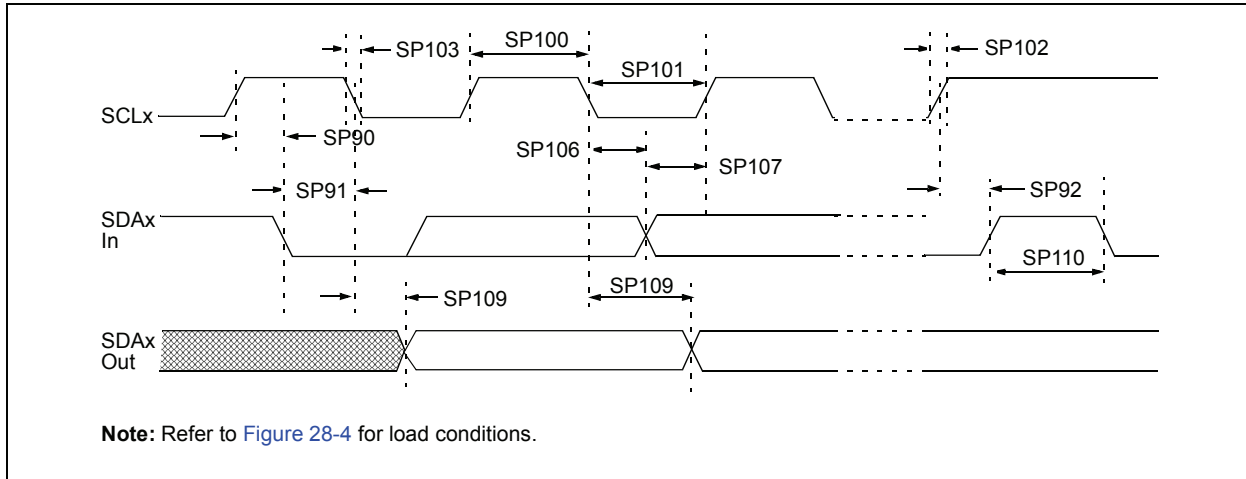 SP103
SP100
SP102
SP101
SCLx
SP90
SP106
SP107
SP91
SP92
SDAx
In
SP110
SP109
SP109
SDAx
Out
Note: Refer to Figure 28-4 for load conditions.